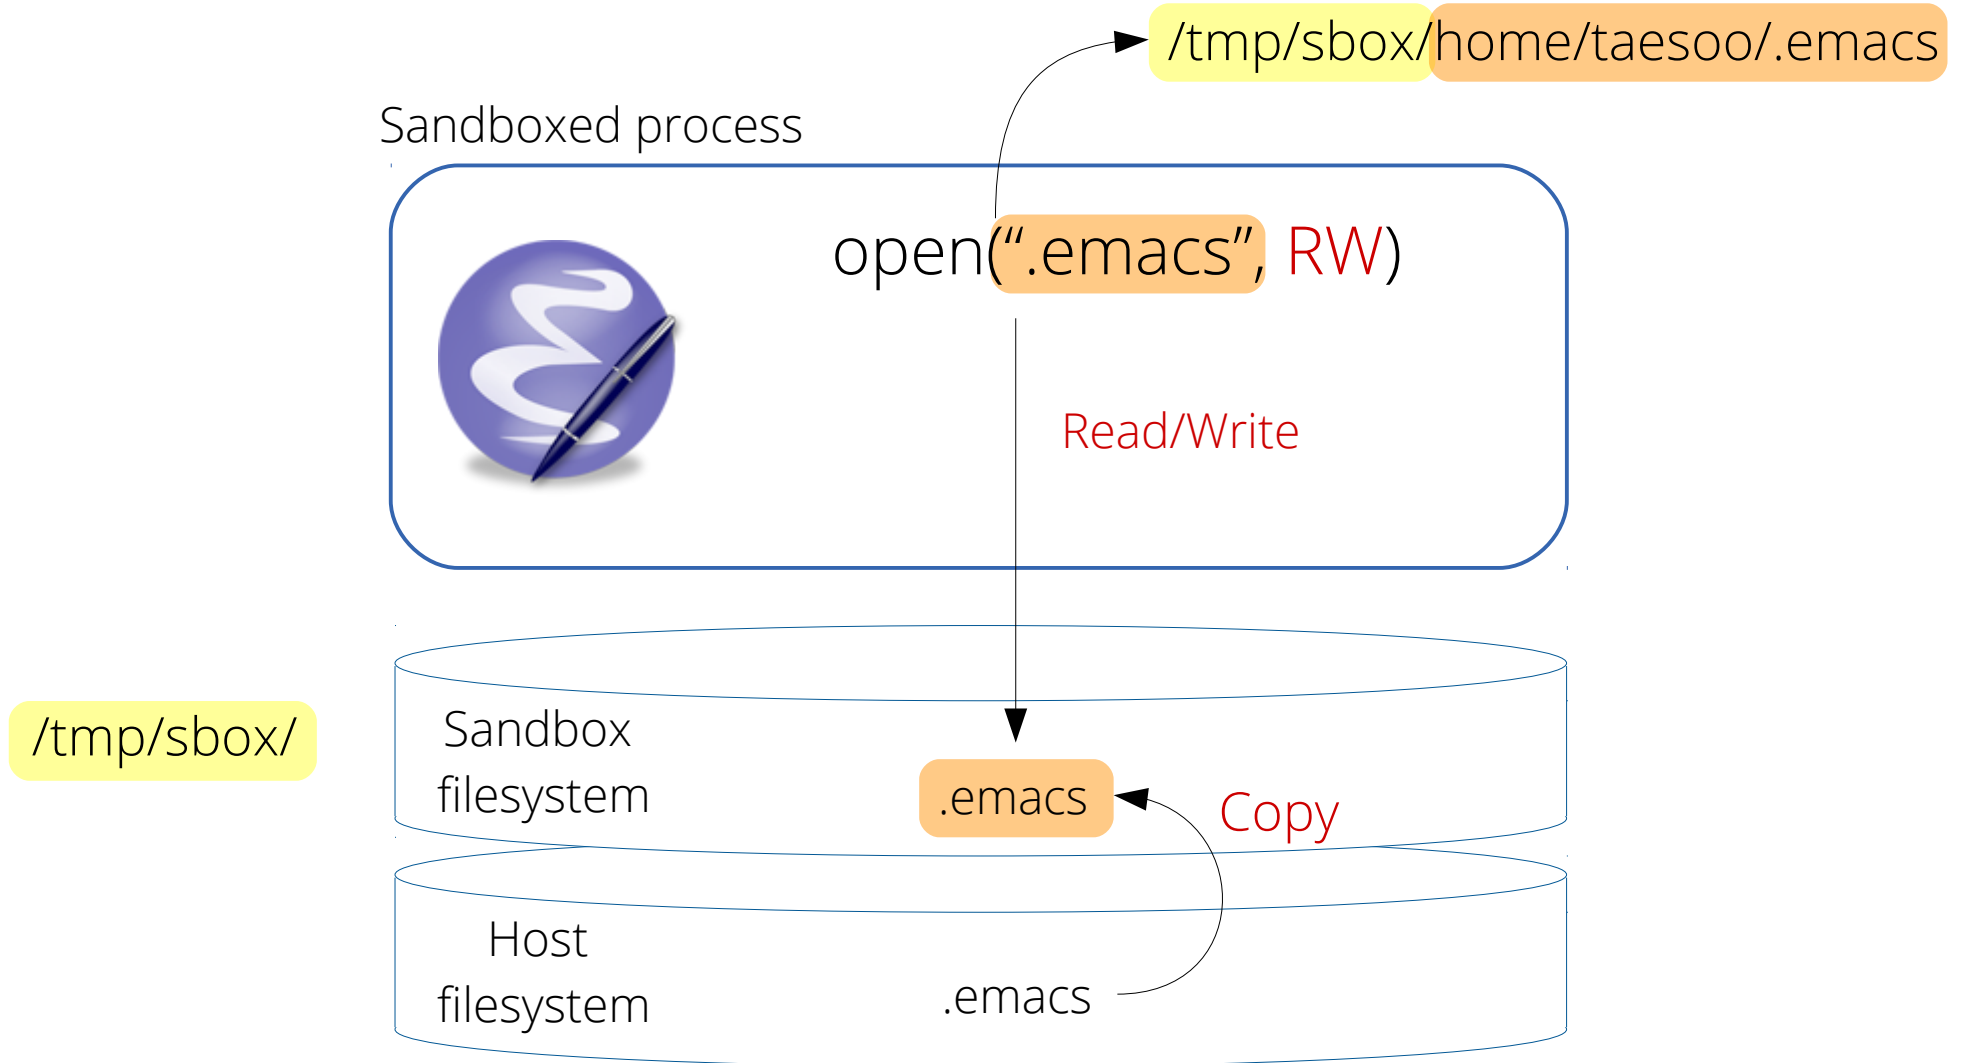 /tmp/sbox/home/taesoo/.emacs
Sandboxed process
open(“.emacs”, RW)
Read/Write
/tmp/sbox/
Sandbox
filesystem
.emacs
Copy
Host
filesystem
.emacs